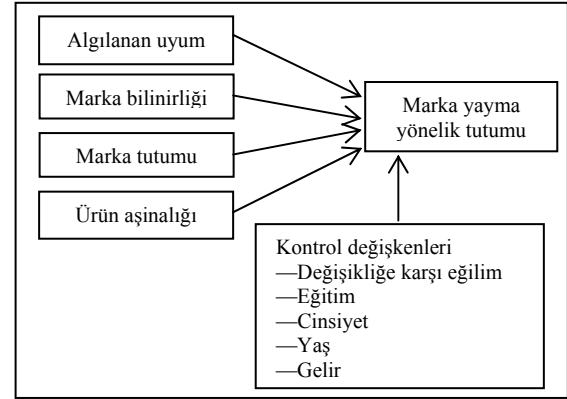 Algılanan uyum
Marka bilinirliği
Marka tutumu
Ürün aşinalığı
Marka yayma
yönelik tutumu
Kontrol değişkenleri
—Değişikliğe karşı eğilim
—Eğitim
—Cinsiyet
—Yaş
—Gelir